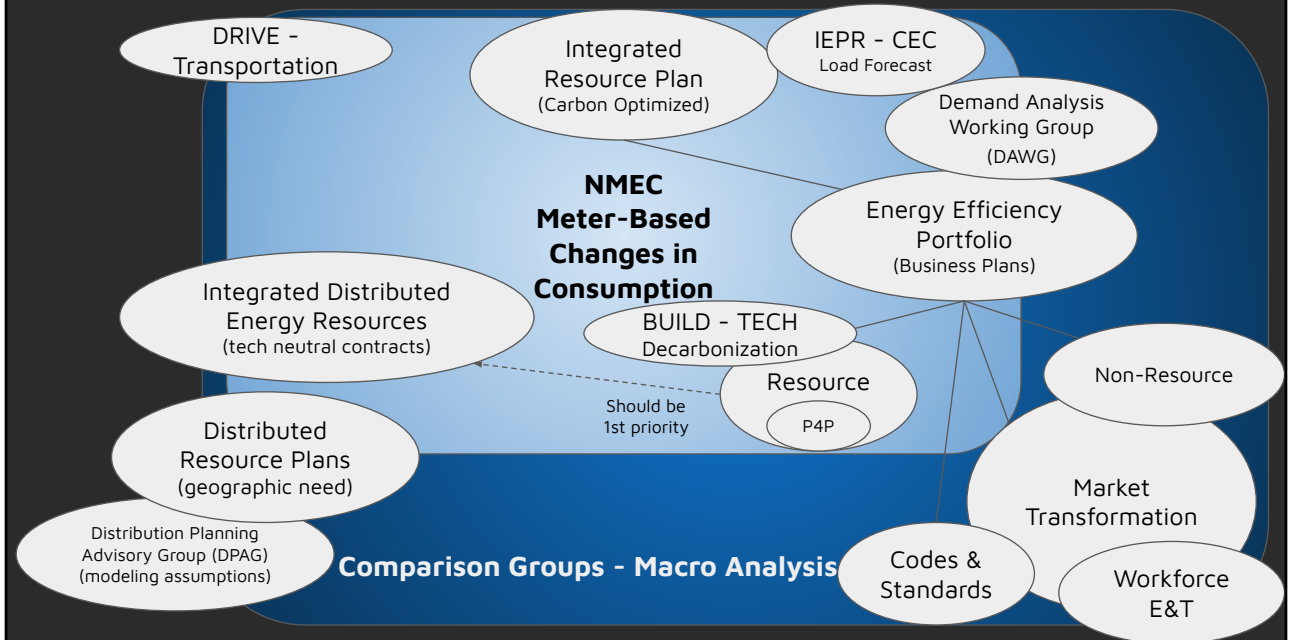 DRIVE -
Transportation
Integrated
Resource Plan
(Carbon Optimized)
IEPR - CEC
Load Forecast
Demand Analysis
Working Group
(DAWG)
NMEC
Meter-Based
Changes in
Consumption
Energy Efficiency
Portfolio
(Business Plans)
Integrated Distributed
Energy Resources
(tech neutral contracts)
BUILD - TECH
Decarbonization
Resource
P4P
Should be
1st priority
Non-Resource
Distributed
Resource Plans
(geographic need)
Market
Transformation
Distribution Planning
Advisory Group (DPAG)
(modeling assumptions)
Comparison Groups - Macro Analysis
Codes &
Standards
Workforce
E&T